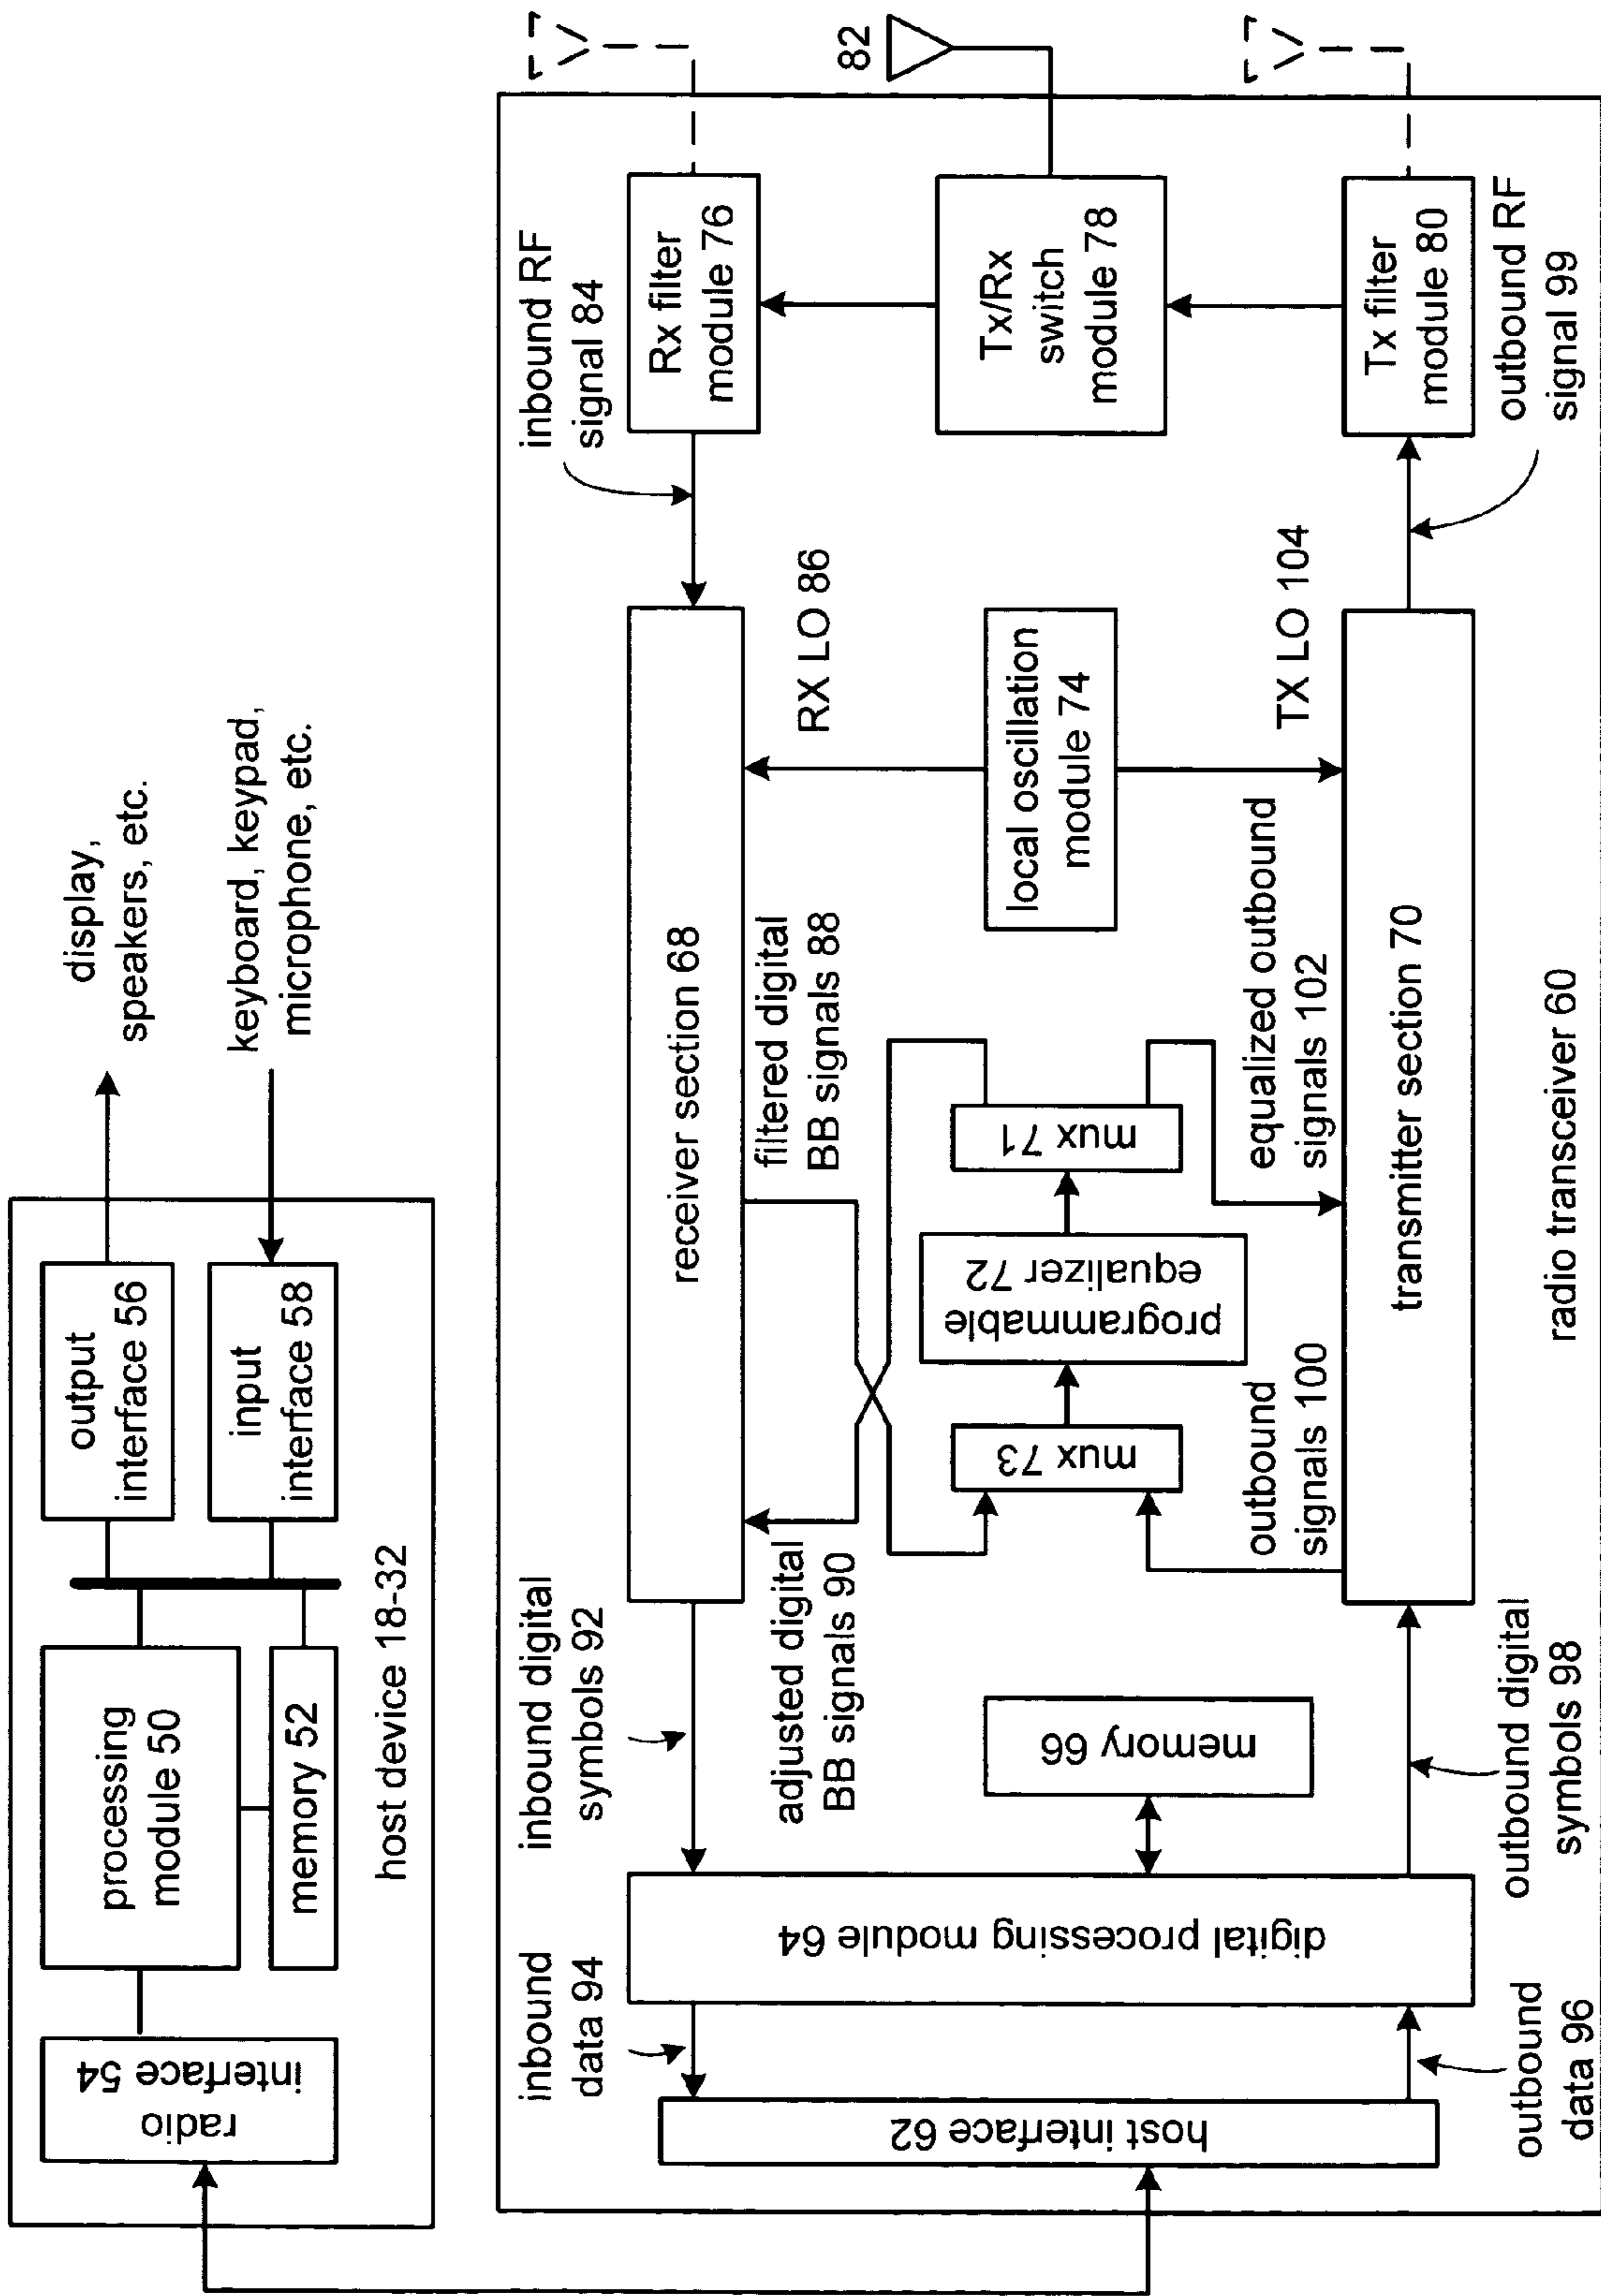 radio
interface 54
processing
module 50
memory 52
output
interface 56
input
interface 58
host device 18-32
display,
speakers, etc.
keyboard, keypad,
microphone, etc.
host interface 62
inbound
data 94
outbound
data 96
digital processing module 64
memory 66
inbound digital
symbols 92
outbound digital
symbols 98
adjusted digital
BB signals 90
receiver section 68
filtered digital
BB signals 88
mux 73
programmable
equalizer 72
mux 71
outbound
signals 100
equalized outbound
signals 102
transmitter section 70
RX LO 86
local oscillation
module 74
TX LO 104
inbound RF
signal 84
Rx filter
module 76
Tx/Rx
switch
module 78
Tx filter
module 80
outbound RF
signal 99
82
radio transceiver 60